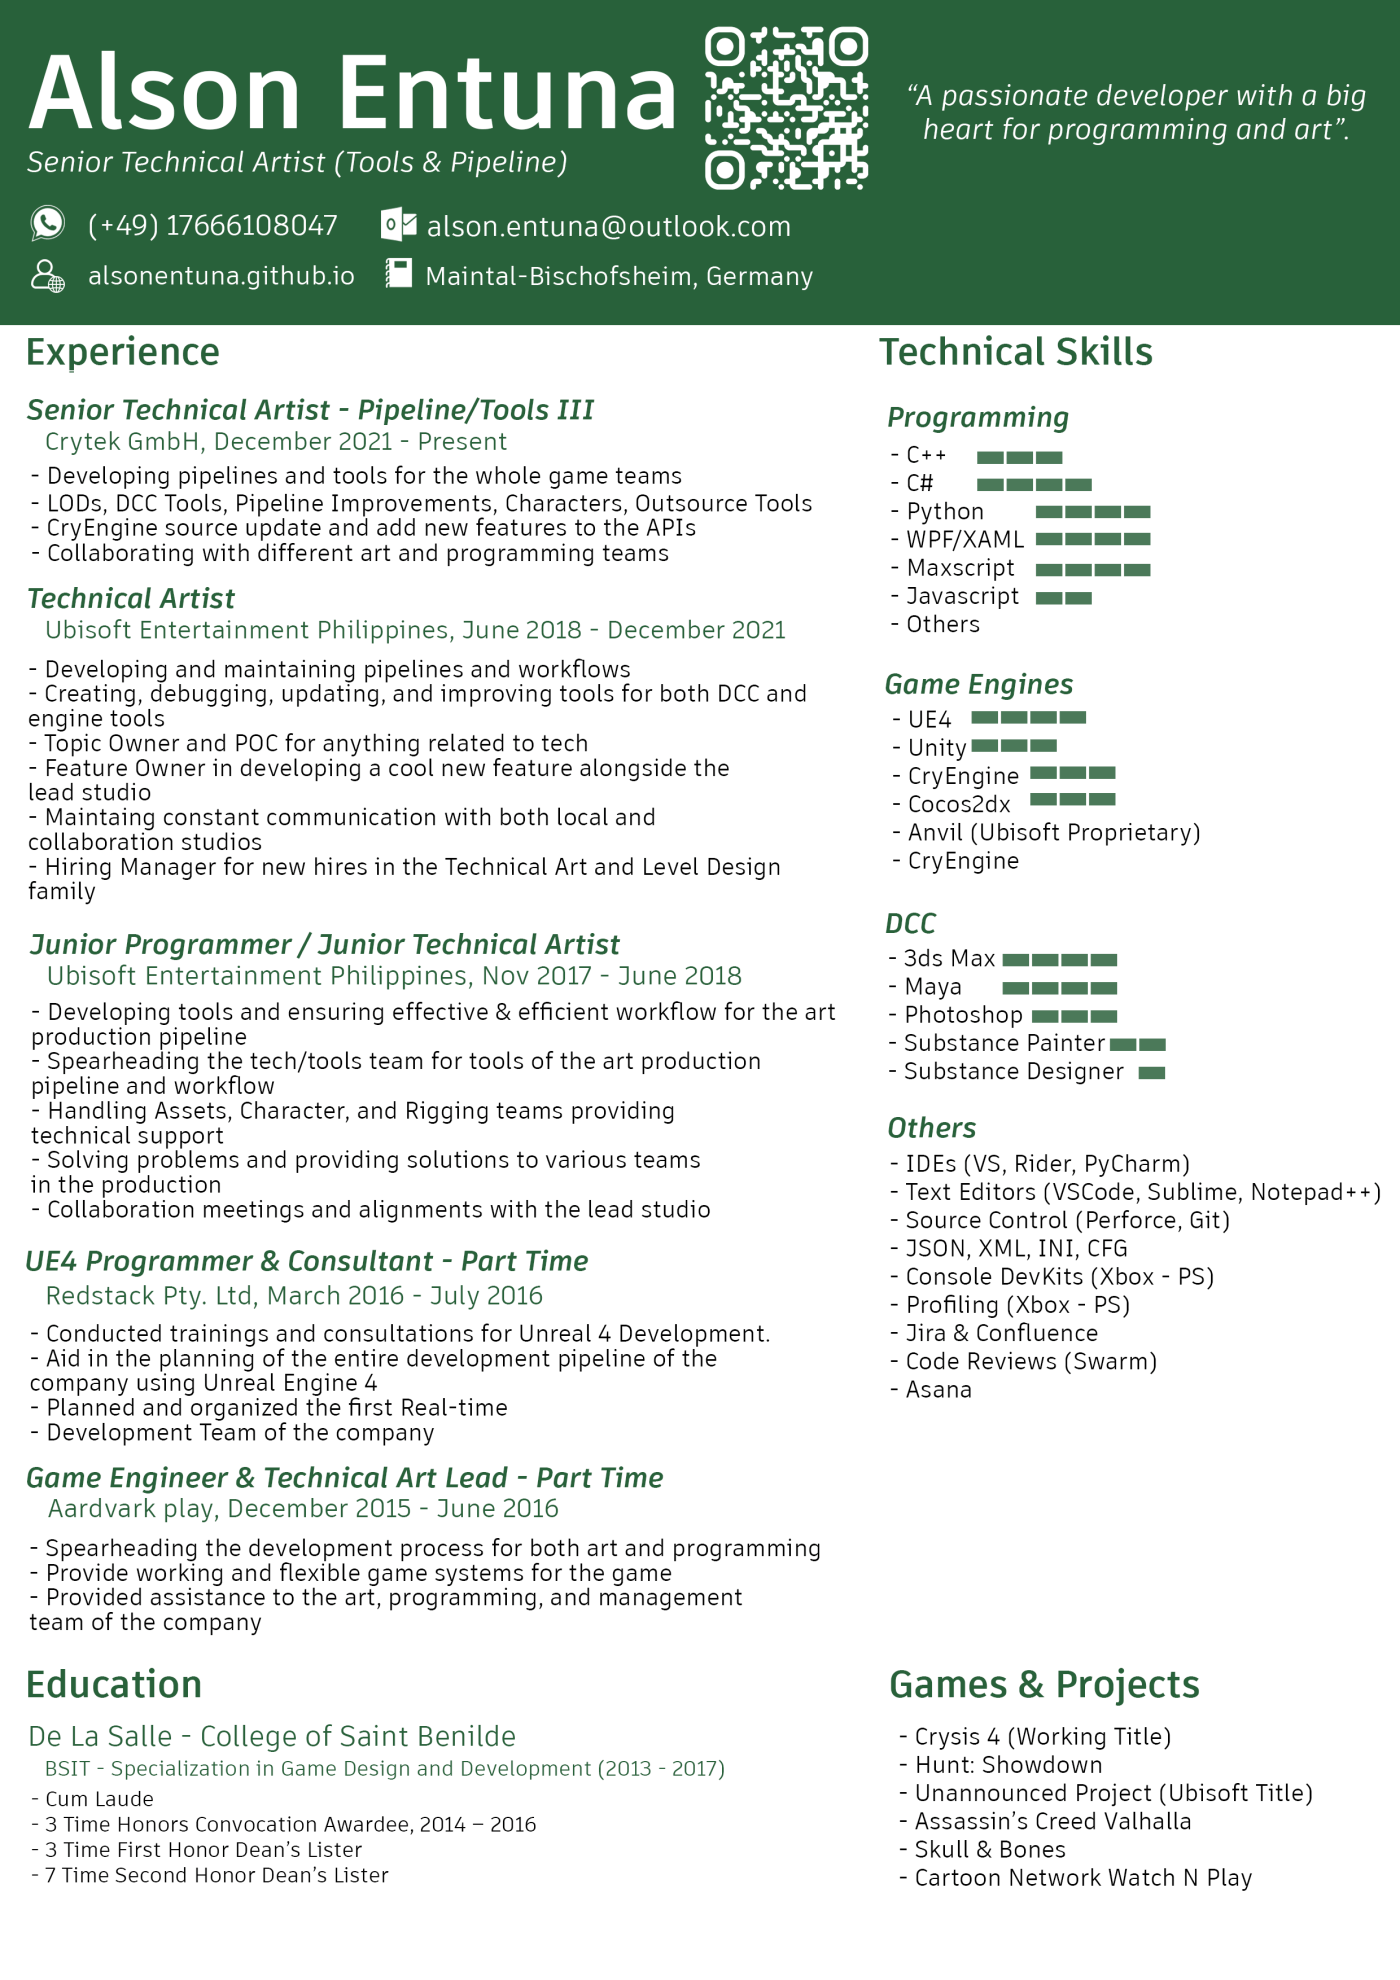 Alson Entuna
Senior Technical Artist (Tools & Pipeline)
“A passionate developer with a big
heart for programming and art”.
(+49) 17666108047
alson.entuna@outlook.com
alsonentuna.github.io
Maintal-Bischofsheim, Germany
Experience
Senior Technical Artist - Pipeline/Tools III
Crytek GmbH, December 2021 - Present
- Developing pipelines and tools for the whole game teams
- LODs, DCC Tools, Pipeline Improvements, Characters, Outsource Tools
- CryEngine source update and add new features to the APIs
- Collaborating with different art and programming teams
Technical Artist
Ubisoft Entertainment Philippines, June 2018 - December 2021
- Developing and maintaining pipelines and workflows
- Creating, debugging, updating, and improving tools for both DCC and
engine tools
- Topic Owner and POC for anything related to tech
- Feature Owner in developing a cool new feature alongside the
lead studio
- Maintaing constant communication with both local and
collaboration studios
- Hiring Manager for new hires in the Technical Art and Level Design
family
Junior Programmer / Junior Technical Artist
Ubisoft Entertainment Philippines, Nov 2017 - June 2018
- Developing tools and ensuring effective & efficient workflow for the art
production pipeline
- Spearheading the tech/tools team for tools of the art production
pipeline and workflow
- Handling Assets, Character, and Rigging teams providing
technical support
- Solving problems and providing solutions to various teams
in the production
- Collaboration meetings and alignments with the lead studio
UE4 Programmer & Consultant - Part Time
Redstack Pty. Ltd, March 2016 - July 2016
- Conducted trainings and consultations for Unreal 4 Development.
- Aid in the planning of the entire development pipeline of the
company using Unreal Engine 4
- Planned and organized the first Real-time
- Development Team of the company
Game Engineer & Technical Art Lead - Part Time
Aardvark play, December 2015 - June 2016
- Spearheading the development process for both art and programming
- Provide working and flexible game systems for the game
- Provided assistance to the art, programming, and management
team of the company
Education
De La Salle - College of Saint Benilde
BSIT - Specialization in Game Design and Development (2013 - 2017)
- Cum Laude
- 3 Time Honors Convocation Awardee, 2014 – 2016
- 3 Time First Honor Dean’s Lister
- 7 Time Second Honor Dean’s Lister
Technical Skills
Programming
- C++
- C#
- Python
- WPF/XAML
- Maxscript
- Javascript
- Others
Game Engines
- UE4
- Unity
- CryEngine
- Cocos2dx
- Anvil (Ubisoft Proprietary)
- CryEngine
DCC
- 3ds Max
- Maya
- Photoshop
- Substance Painter
- Substance Designer
Others
- IDEs (VS, Rider, PyCharm)
- Text Editors (VSCode, Sublime, Notepad++)
- Source Control (Perforce, Git)
- JSON, XML, INI, CFG
- Console DevKits (Xbox - PS)
- Profiling (Xbox - PS)
- Jira & Confluence
- Code Reviews (Swarm)
- Asana
Games & Projects
- Crysis 4 (Working Title)
- Hunt: Showdown
- Unannounced Project (Ubisoft Title)
- Assassin’s Creed Valhalla
- Skull & Bones
- Cartoon Network Watch N Play